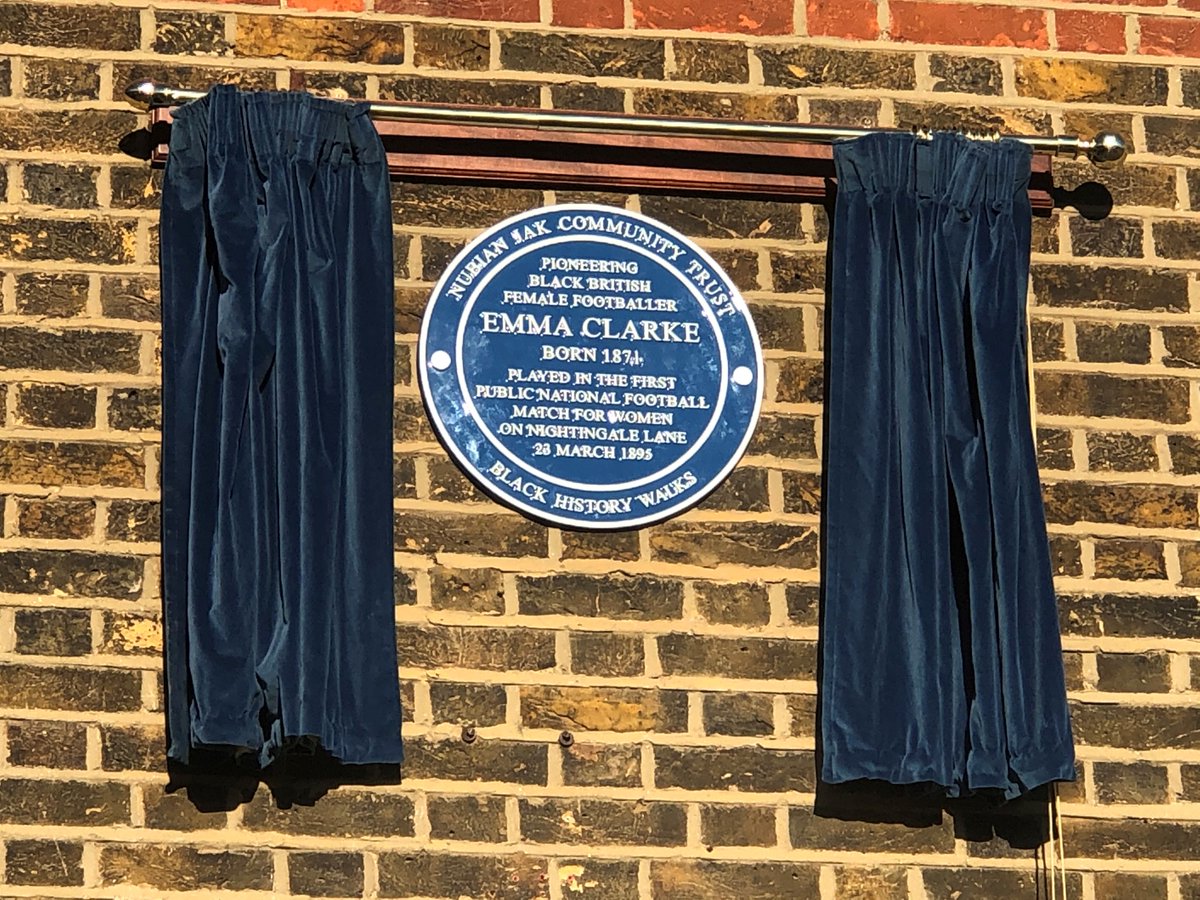 NUBIAN JAK COMMUNITY TRUST
PIONEERING
BLACK BRITISH
FEMALE FOOTBALLER
EMMA CLARKE
BORN 1871
PLAYED IN THE FIRST
PUBLIC NATIONAL FOOTBALL
MATCH FOR WOMEN
ON NIGHTINGALE LANE
23 MARCH 1895
BLACK HISTORY WALKS